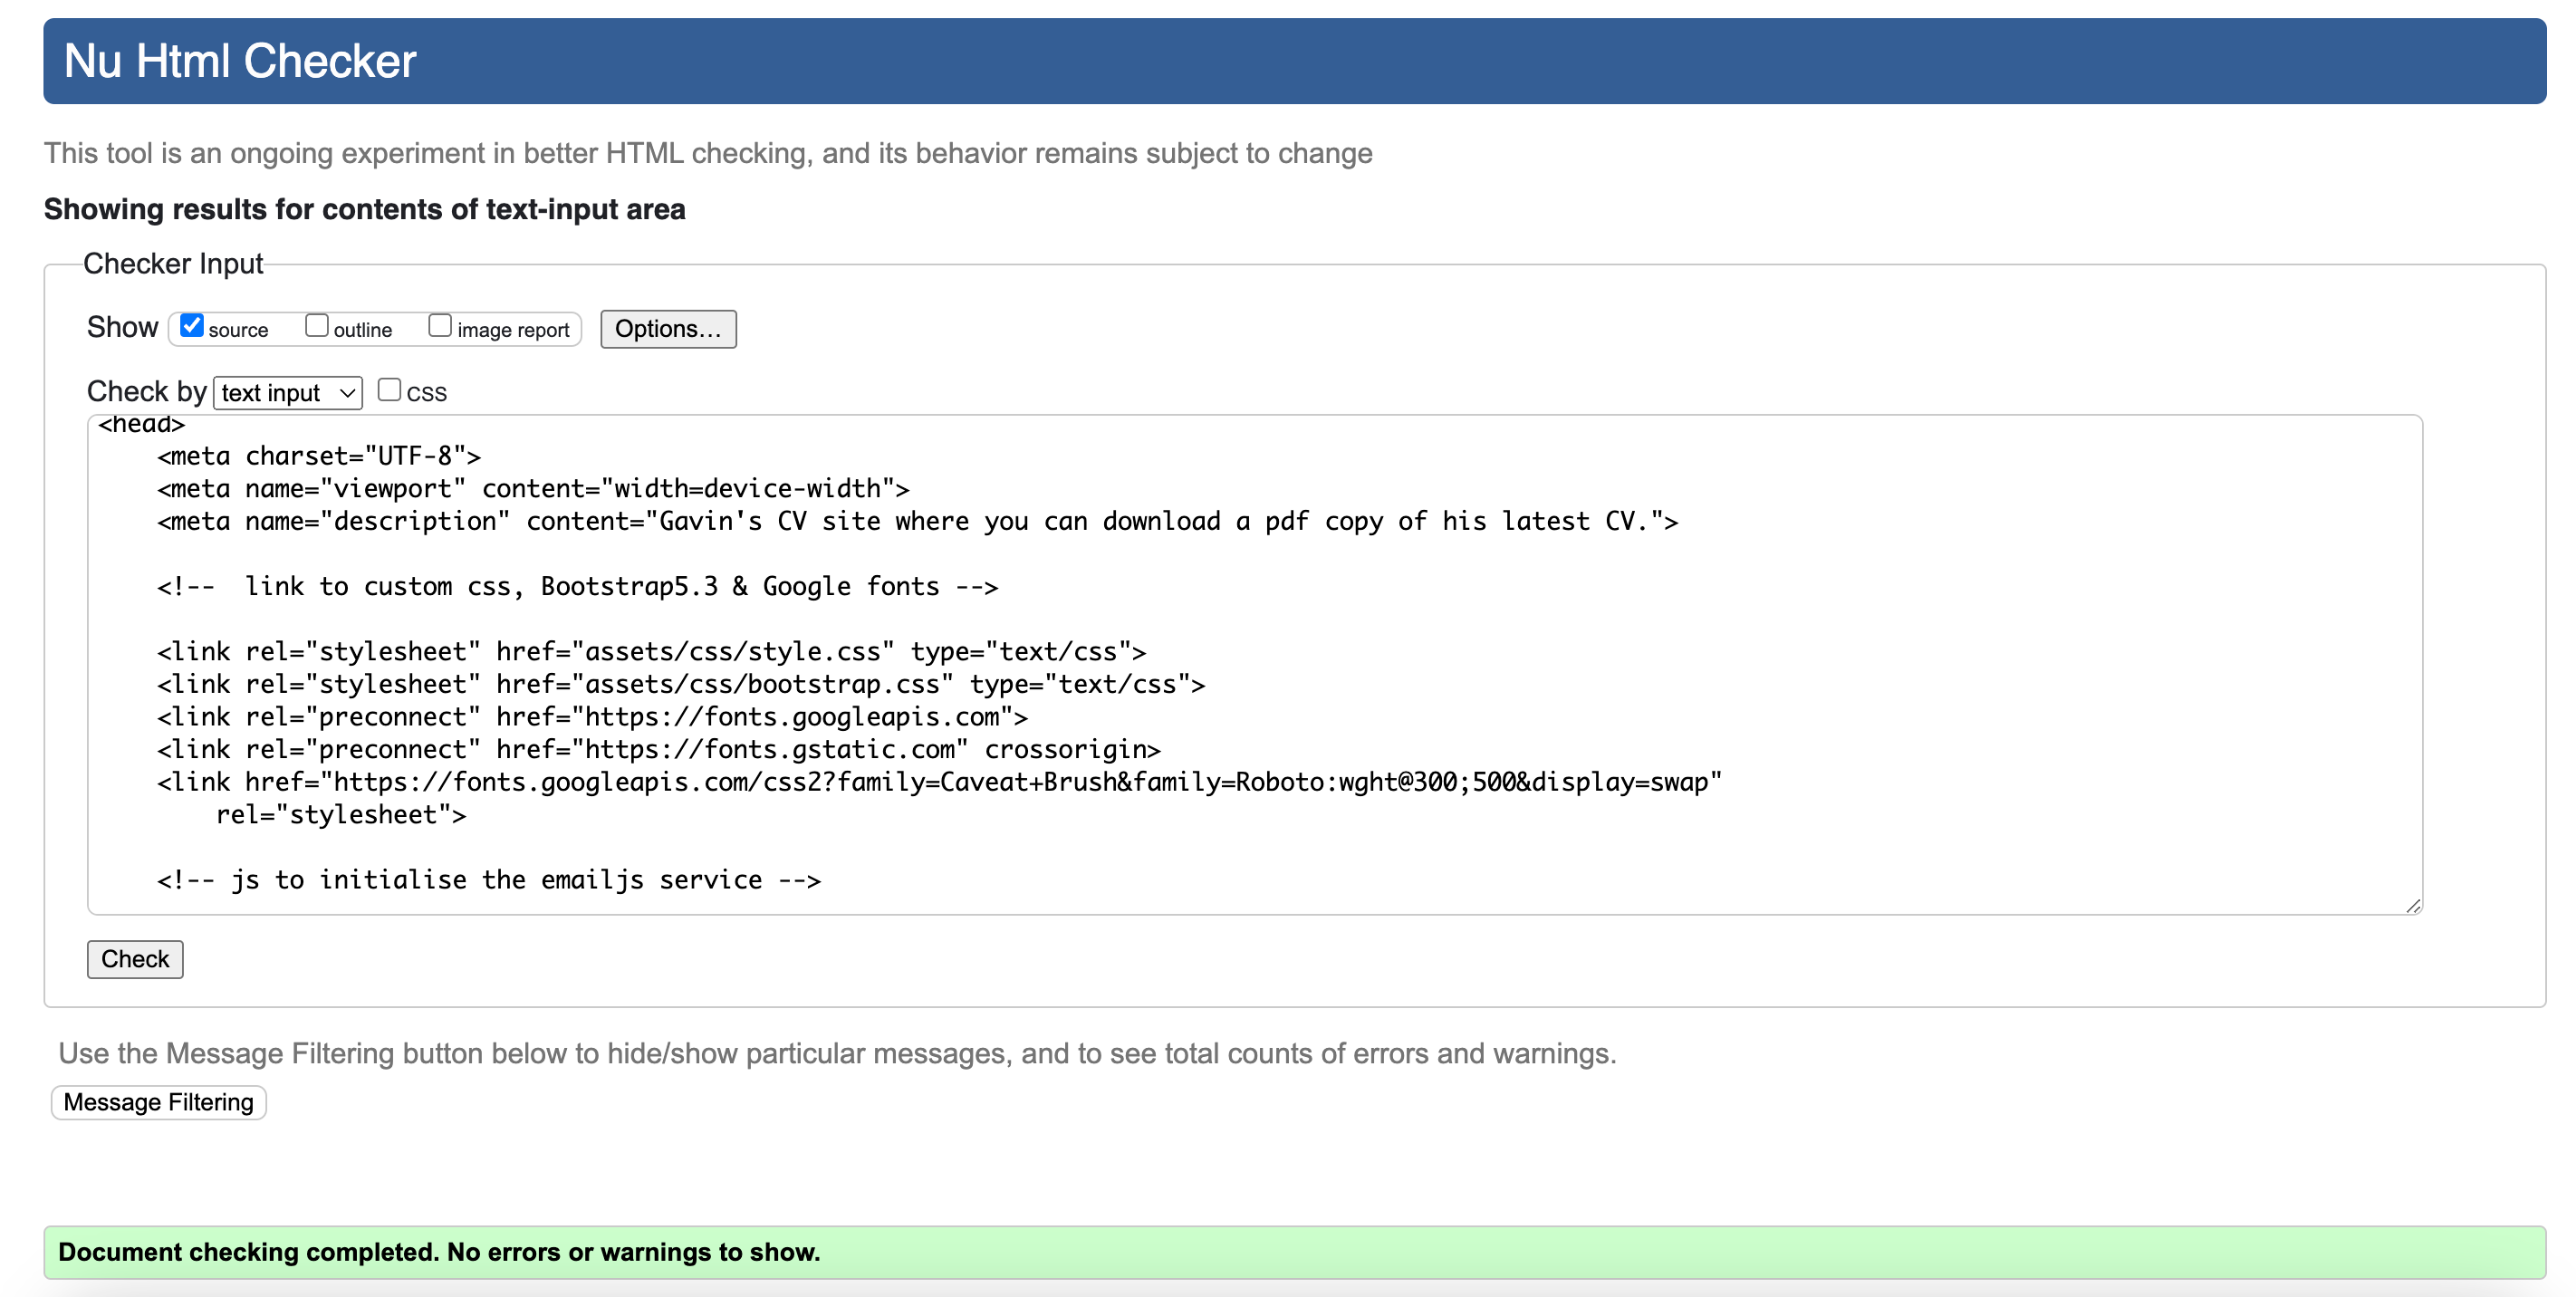 Nu Html Checker
This tool is an ongoing experiment in better HTML checking, and its behavior remains subject to change
Showing results for contents of text-input area
Checker Input
Show source outline image report Options...
Check by text input css
<head>
    <meta charset="UTF-8">
    <meta name="viewport" content="width=device-width">
    <meta name="description" content="Gavin's CV site where you can download a pdf copy of his latest CV.">
    <!--  link to custom css, Bootstrap5.3 & Google fonts -->
    <link rel="stylesheet" href="assets/css/style.css" type="text/css">
    <link rel="stylesheet" href="assets/css/bootstrap.css" type="text/css">
    <link rel="preconnect" href="https://fonts.googleapis.com">
    <link rel="preconnect" href="https://fonts.gstatic.com" crossorigin>
    <link href="https://fonts.googleapis.com/css2?family=Caveat+Brush&family=Roboto:wght@300;500&display=swap"
        rel="stylesheet">
    <!-- js to initialise the emailjs service -->
Check
Use the Message Filtering button below to hide/show particular messages, and to see total counts of errors and warnings.
Message Filtering
Document checking completed. No errors or warnings to show.